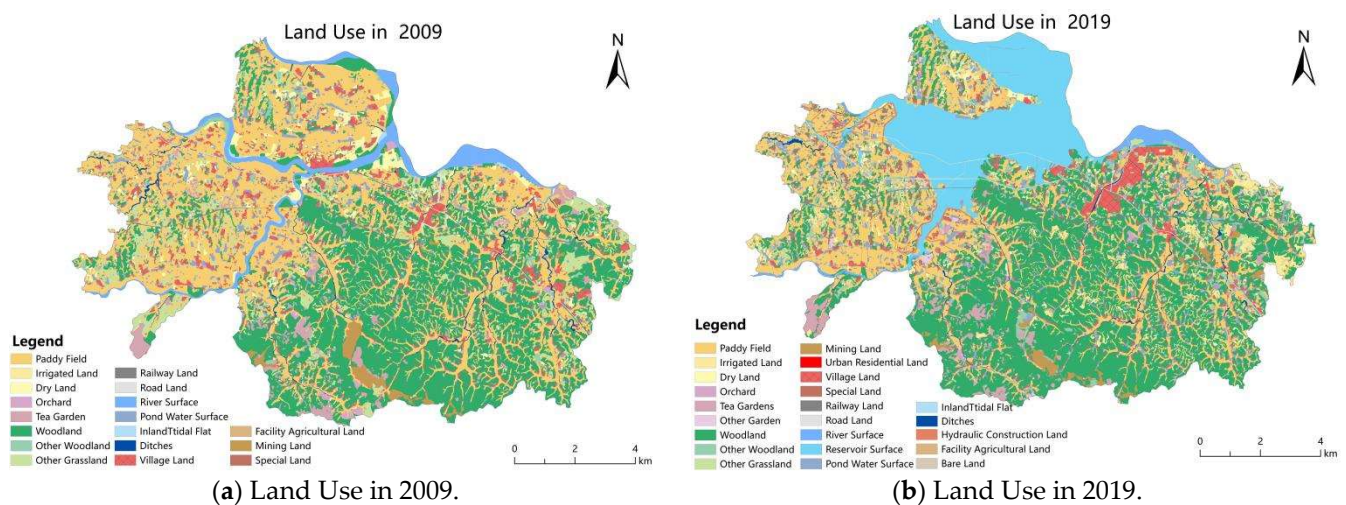 Land Use in 2009
N
Legend
Paddy Field
Irrigated Land
Dry Land
Orchard
Tea Garden
Woodland
Other Woodland
Other Grassland
Railway Land
Road Land
River Surface
Pond Water Surface
InlandTtidal Flat
Ditches
Village Land
Facility Agricultural Land
Mining Land
Special Land
0 2 4
km
(a) Land Use in 2009.
Land Use in 2019
N
Legend
Paddy Field
Irrigated Land
Dry Land
Orchard
Tea Gardens
Other Garden
Woodland
Other Woodland
Other Grassland
Mining Land
Urban Residential Land
Village Land
Special Land
Railway Land
Road Land
River Surface
Reservoir Surface
Pond Water Surface
InlandTtidal Flat
Ditches
Hydraulic Construction Land
Facility Agricultural Land
Bare Land
0 2 4
km
(b) Land Use in 2019.